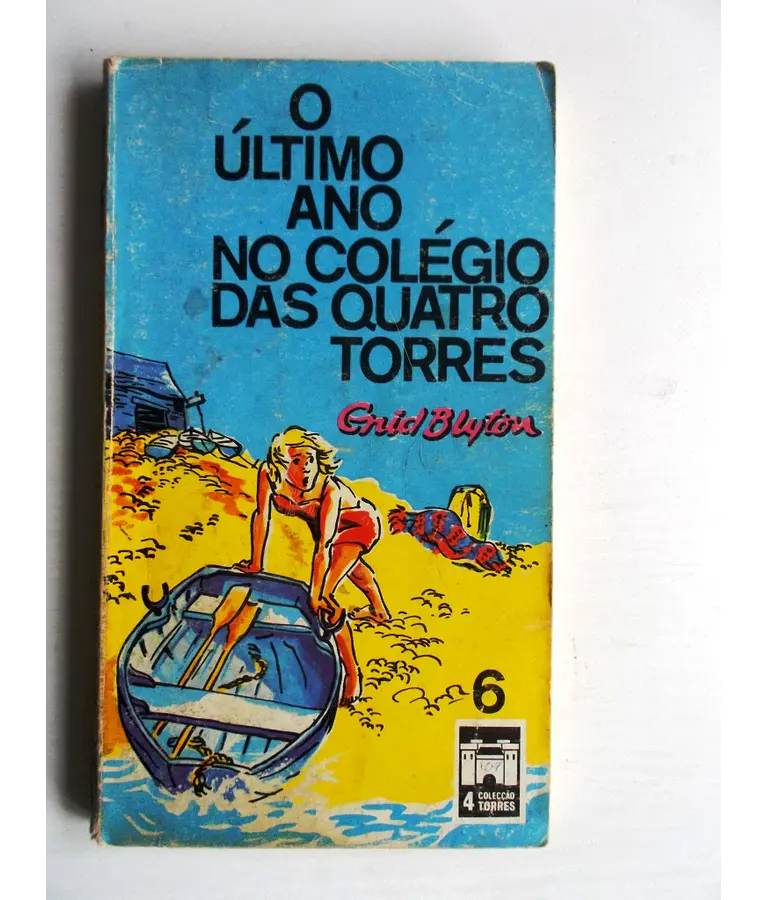 O
ÚLTIMO
ANO
NO COLÉGIO
DAS QUATRO
TORRES
Enid Blyton
6
4 COLECÇÃO
TORRES